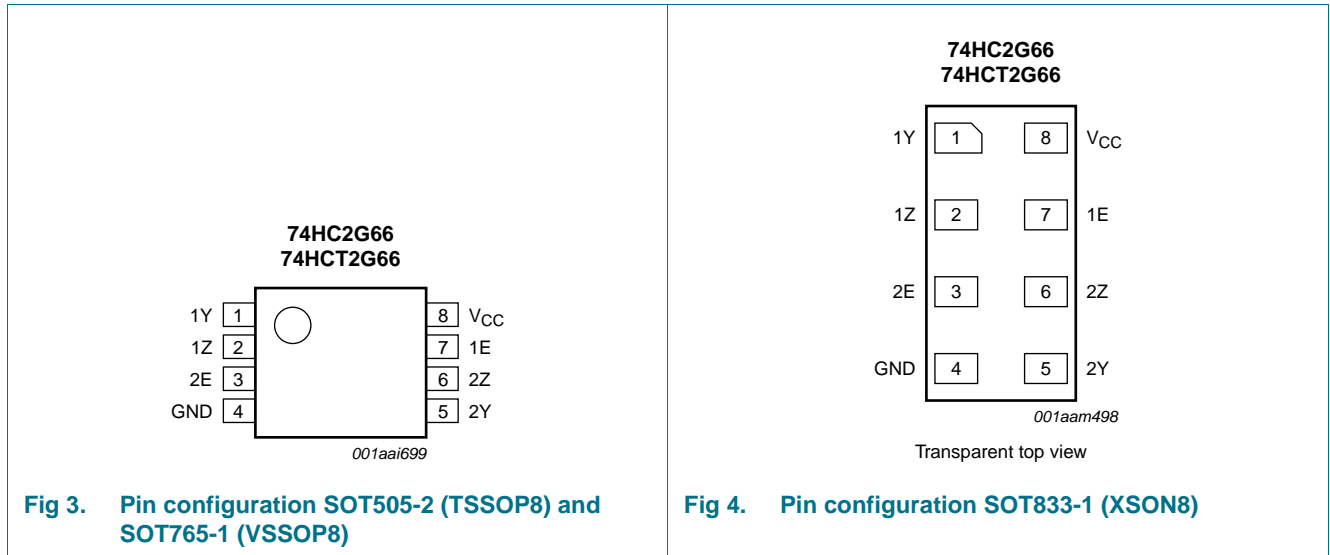 74HC2G66
74HCT2G66
1Y 1 8 VCC
1Z 2 7 1E
2E 3 6 2Z
GND 4 5 2Y
001aai699
Fig 3. Pin configuration SOT505-2 (TSSOP8) and
SOT765-1 (VSSOP8)
74HC2G66
74HCT2G66
1Y 1 8 VCC
1Z 2 7 1E
2E 3 6 2Z
GND 4 5 2Y
001aam498
Transparent top view
Fig 4. Pin configuration SOT833-1 (XSON8)